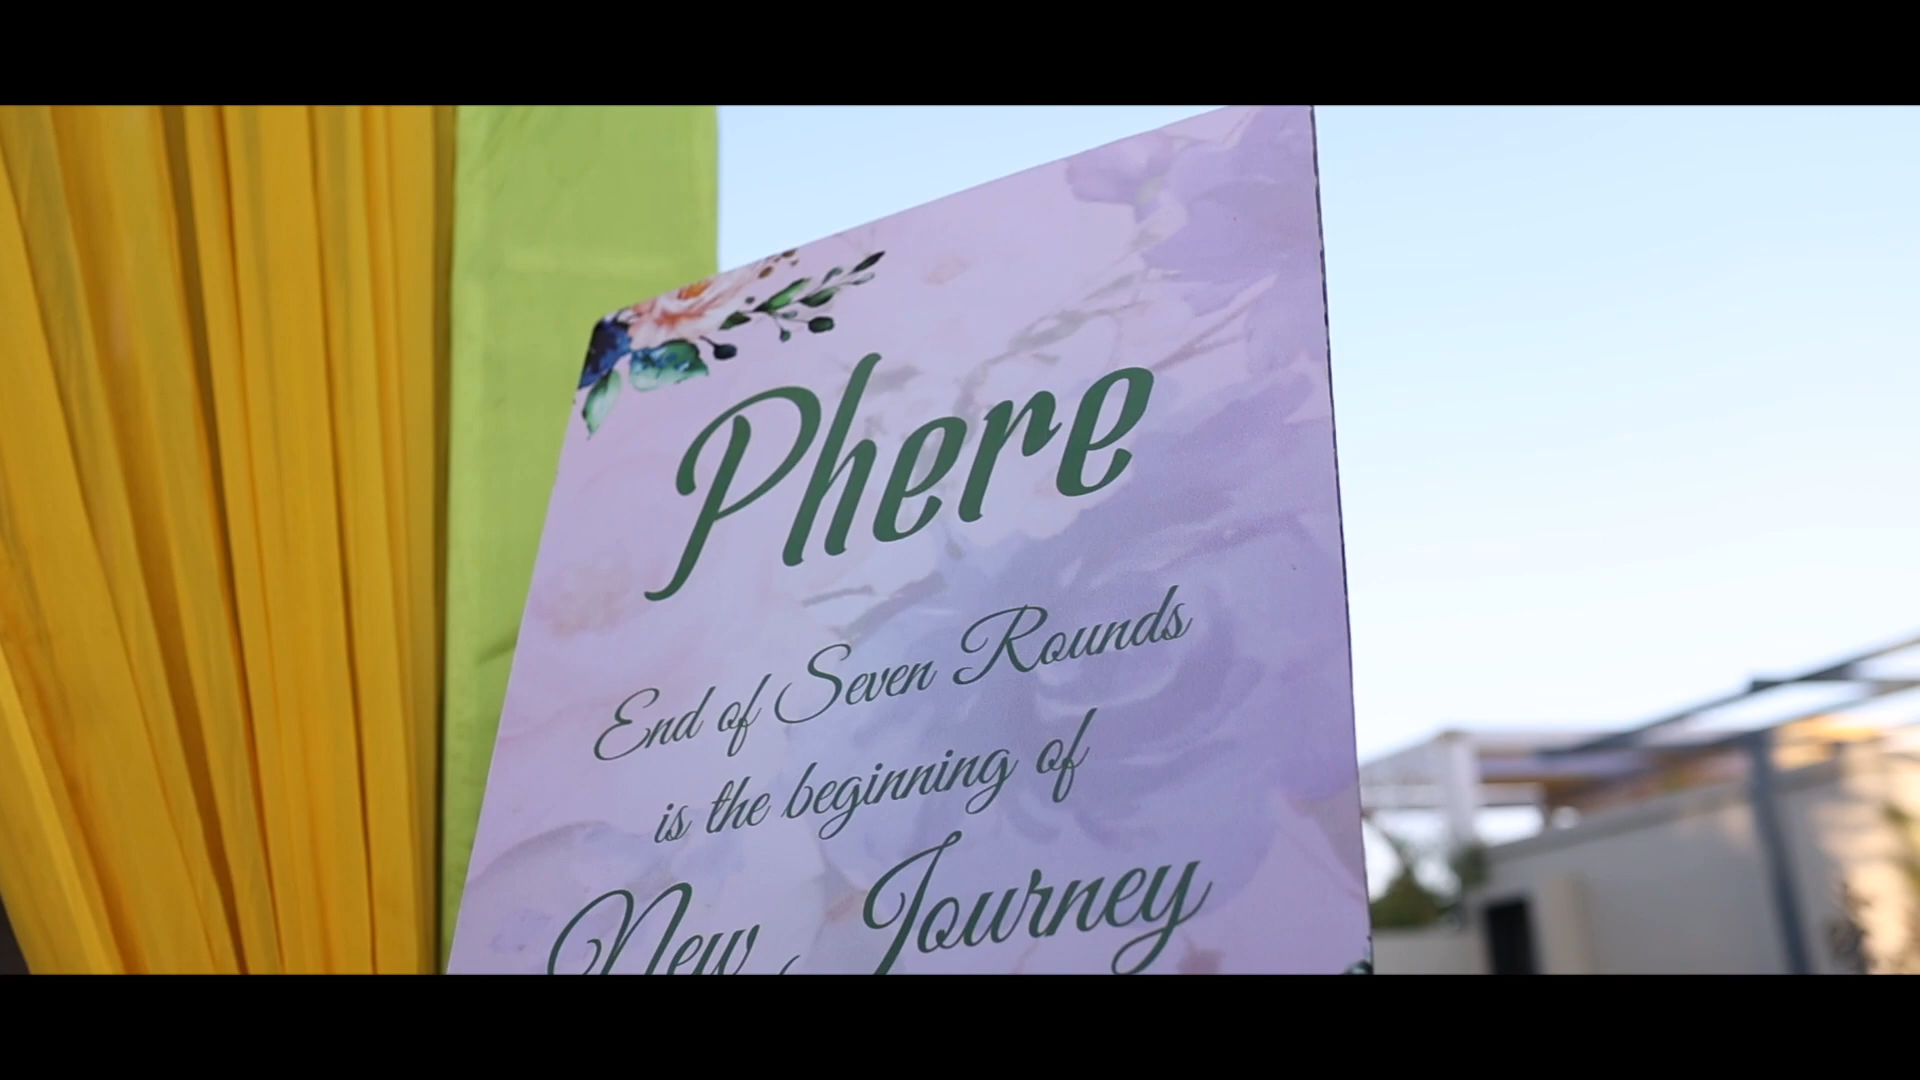 Phere
End of Seven Rounds
is the beginning of
New Journey